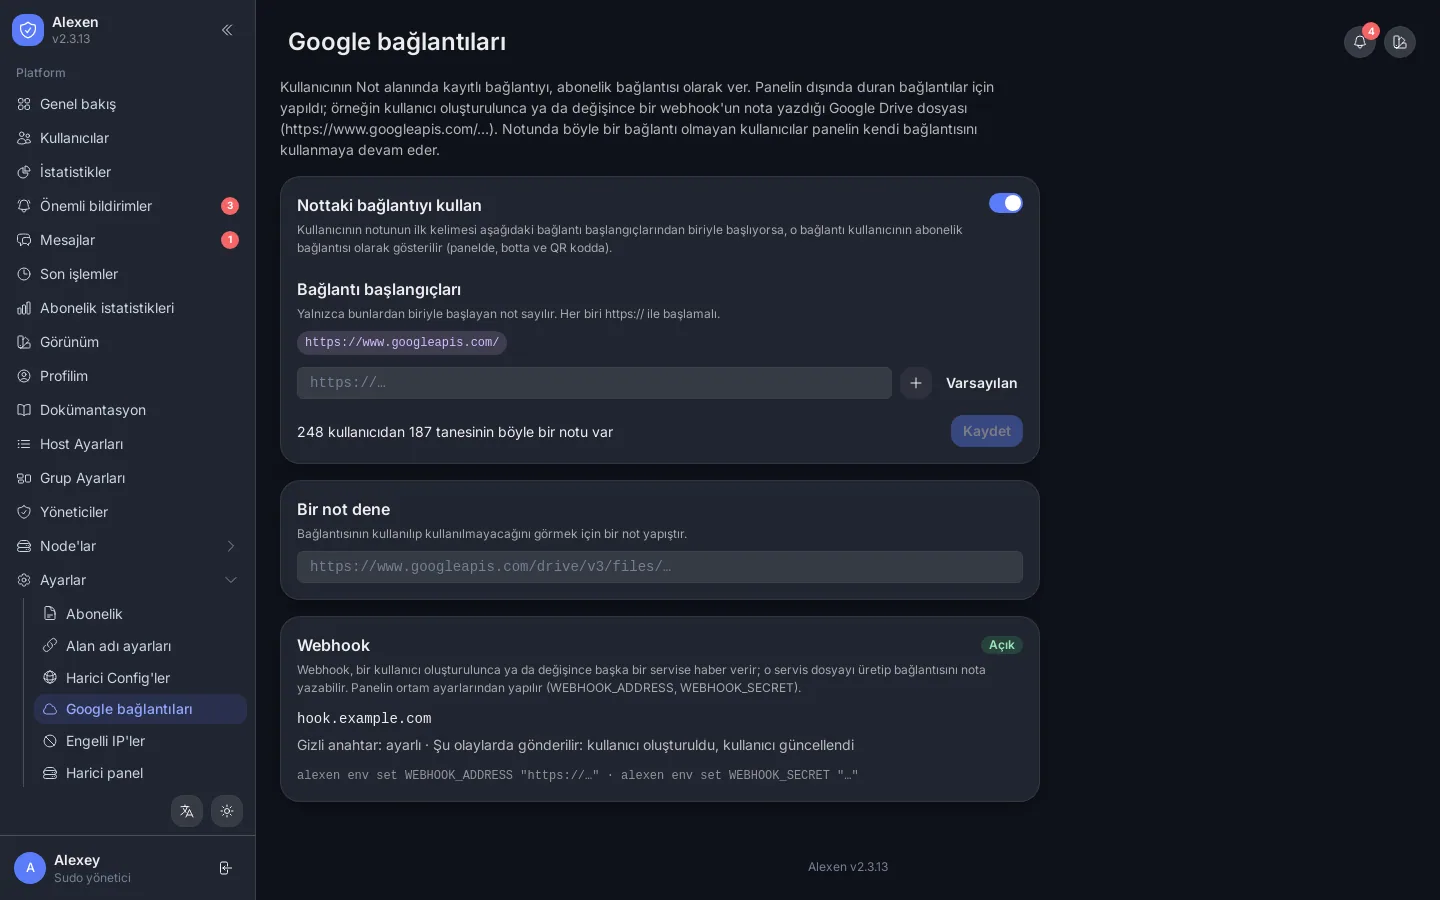 Alexen
v2.3.13
Platform
Genel bakış
Kullanıcılar
İstatistikler
Önemli bildirimler 3
Mesajlar 1
Son işlemler
Abonelik istatistikleri
Görünüm
Profilim
Dokümantasyon
Host Ayarları
Grup Ayarları
Yöneticiler
Node'lar
Ayarlar
Abonelik
Alan adı ayarları
Harici Config'ler
Google bağlantıları
Engelli IP'ler
Harici panel
A
Alexey
Sudo yönetici
Google bağlantıları
4
Kullanıcının Not alanında kayıtlı bağlantıyı, abonelik bağlantısı olarak ver. Panelin dışında duran bağlantılar için
yapıldı; örneğin kullanıcı oluşturulunca ya da değişince bir webhook'un nota yazdığı Google Drive dosyası
(https://www.googleapis.com/…). Notunda böyle bir bağlantı olmayan kullanıcılar panelin kendi bağlantısını
kullanmaya devam eder.
Nottaki bağlantıyı kullan
Kullanıcının notunun ilk kelimesi aşağıdaki bağlantı başlangıçlarından biriyle başlıyorsa, o bağlantı kullanıcının abonelik
bağlantısı olarak gösterilir (panelde, botta ve QR kodda).
Bağlantı başlangıçları
Yalnızca bunlardan biriyle başlayan not sayılır. Her biri https:// ile başlamalı.
https://www.googleapis.com/
https://…
Varsayılan
248 kullanıcıdan 187 tanesinin böyle bir notu var
Kaydet
Bir not dene
Bağlantısının kullanılıp kullanılmayacağını görmek için bir not yapıştır.
https://www.googleapis.com/drive/v3/files/…
Webhook
Açık
Webhook, bir kullanıcı oluşturulunca ya da değişince başka bir servise haber verir; o servis dosyayı üretip bağlantısını nota
yazabilir. Panelin ortam ayarlarından yapılır (WEBHOOK_ADDRESS, WEBHOOK_SECRET).
hook.example.com
Gizli anahtar: ayarlı · Şu olaylarda gönderilir: kullanıcı oluşturuldu, kullanıcı güncellendi
alexen env set WEBHOOK_ADDRESS "https://…" · alexen env set WEBHOOK_SECRET "…"
Alexen v2.3.13